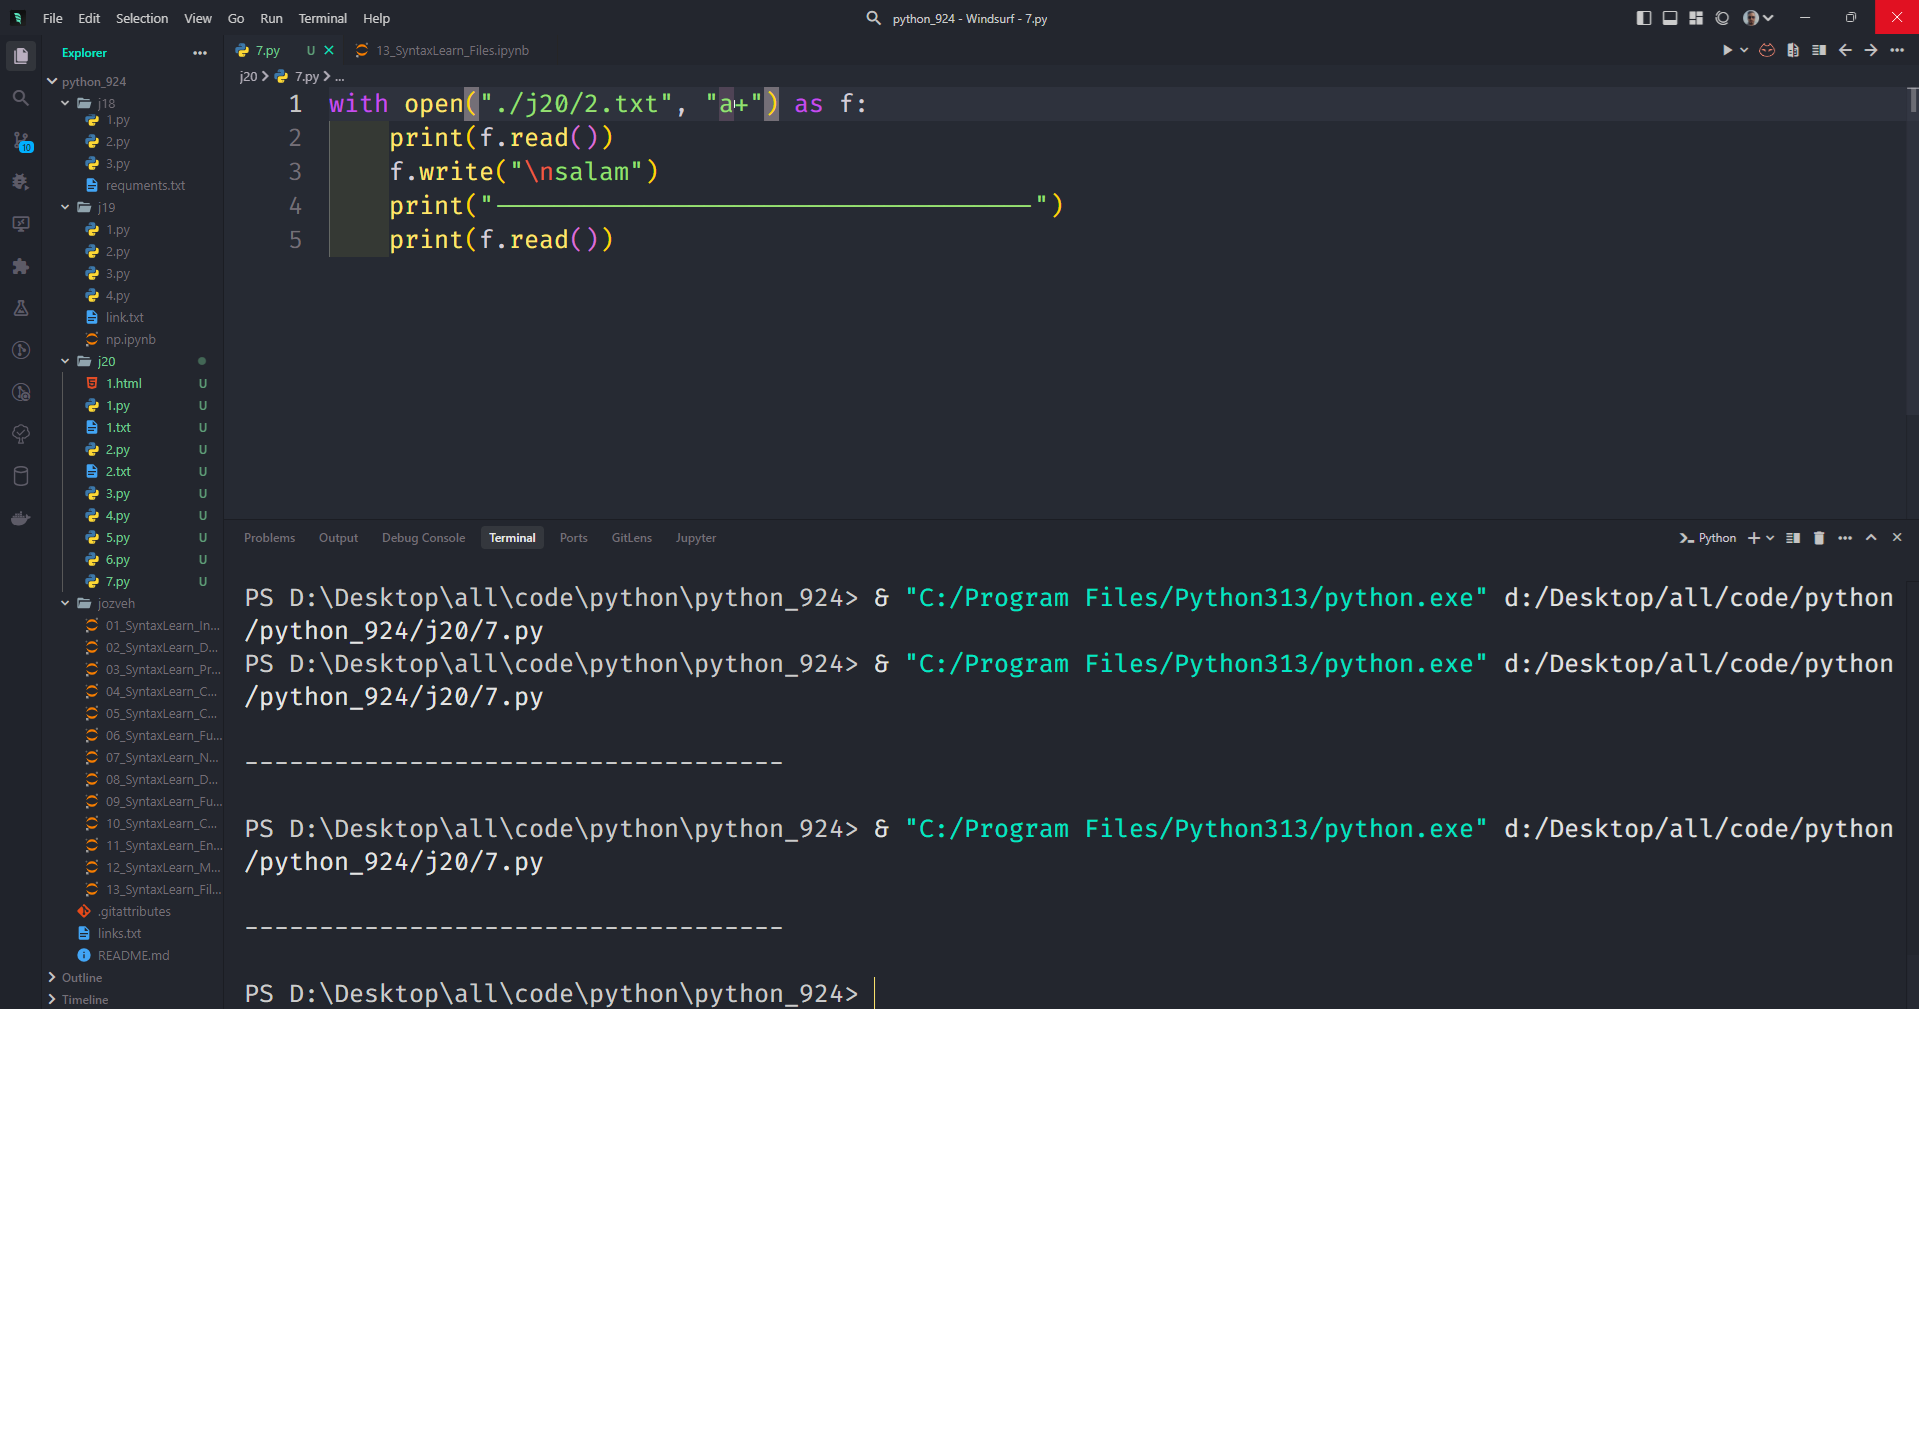 File Edit Selection View Go Run Terminal Help
python_924 - Windsurf - 7.py
Explorer
python_924
j18
1.py
2.py
3.py
requments.txt
j19
1.py
2.py
3.py
4.py
link.txt
np.ipynb
j20
1.html U
1.py U
1.txt U
2.py U
2.txt U
3.py U
4.py U
5.py U
6.py U
7.py U
jozveh
01_SyntaxLearn_In...
02_SyntaxLearn_D...
03_SyntaxLearn_Pr...
04_SyntaxLearn_C...
05_SyntaxLearn_C...
06_SyntaxLearn_Fu...
07_SyntaxLearn_N...
08_SyntaxLearn_D...
09_SyntaxLearn_Fu...
10_SyntaxLearn_C...
11_SyntaxLearn_En...
12_SyntaxLearn_M...
13_SyntaxLearn_Fil...
.gitattributes
links.txt
README.md
Outline
Timeline
10
7.py U 13_SyntaxLearn_Files.ipynb
j20 > 7.py > ...
1 with open("./j20/2.txt", "a+") as f:
2 print(f.read())
3 f.write("\nsalam")
4 print("------------------------------------")
5 print(f.read())
Problems Output Debug Console Terminal Ports GitLens Jupyter
Python
PS D:\Desktop\all\code\python\python_924> & "C:/Program Files/Python313/python.exe" d:/Desktop/all/code/python
/python_924/j20/7.py
PS D:\Desktop\all\code\python\python_924> & "C:/Program Files/Python313/python.exe" d:/Desktop/all/code/python
/python_924/j20/7.py
------------------------------------
PS D:\Desktop\all\code\python\python_924> & "C:/Program Files/Python313/python.exe" d:/Desktop/all/code/python
/python_924/j20/7.py
------------------------------------
PS D:\Desktop\all\code\python\python_924>